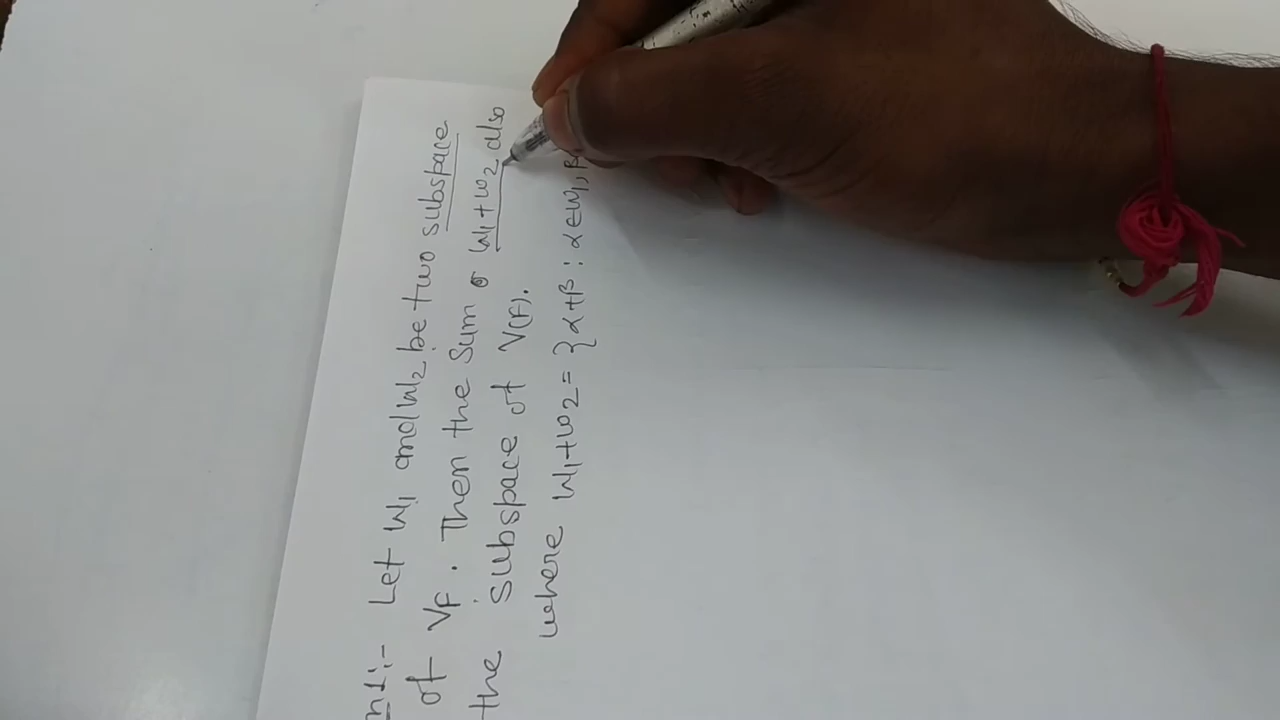 m1:- Let W1 and W2 be two subspace
of VF. Then the sum σ W1+W2 also
the subspace of V(F).
where W1+W2 = {α+β : α∈W1, β